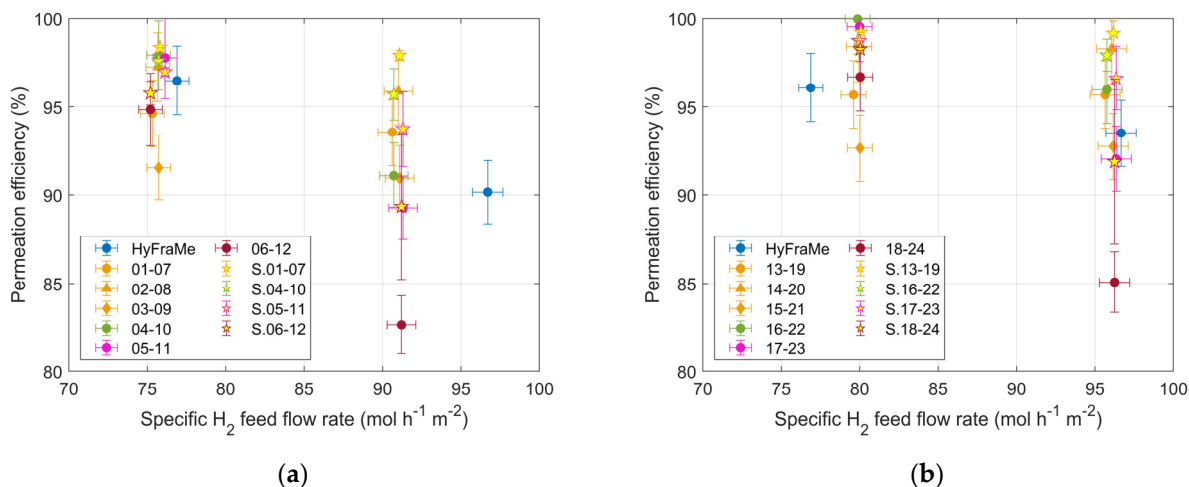 100
95
90
85
80
Permeation efficiency (%)
HyFraMe
01-07
02-08
03-09
04-10
05-11
06-12
S.01-07
S.04-10
S.05-11
S.06-12
70 75 80 85 90 95 100
Specific H₂ feed flow rate (mol h⁻¹ m⁻²)
(a)
100
95
90
85
80
Permeation efficiency (%)
HyFraMe
13-19
14-20
15-21
16-22
17-23
18-24
S.13-19
S.16-22
S.17-23
S.18-24
70 75 80 85 90 95 100
Specific H₂ feed flow rate (mol h⁻¹ m⁻²)
(b)